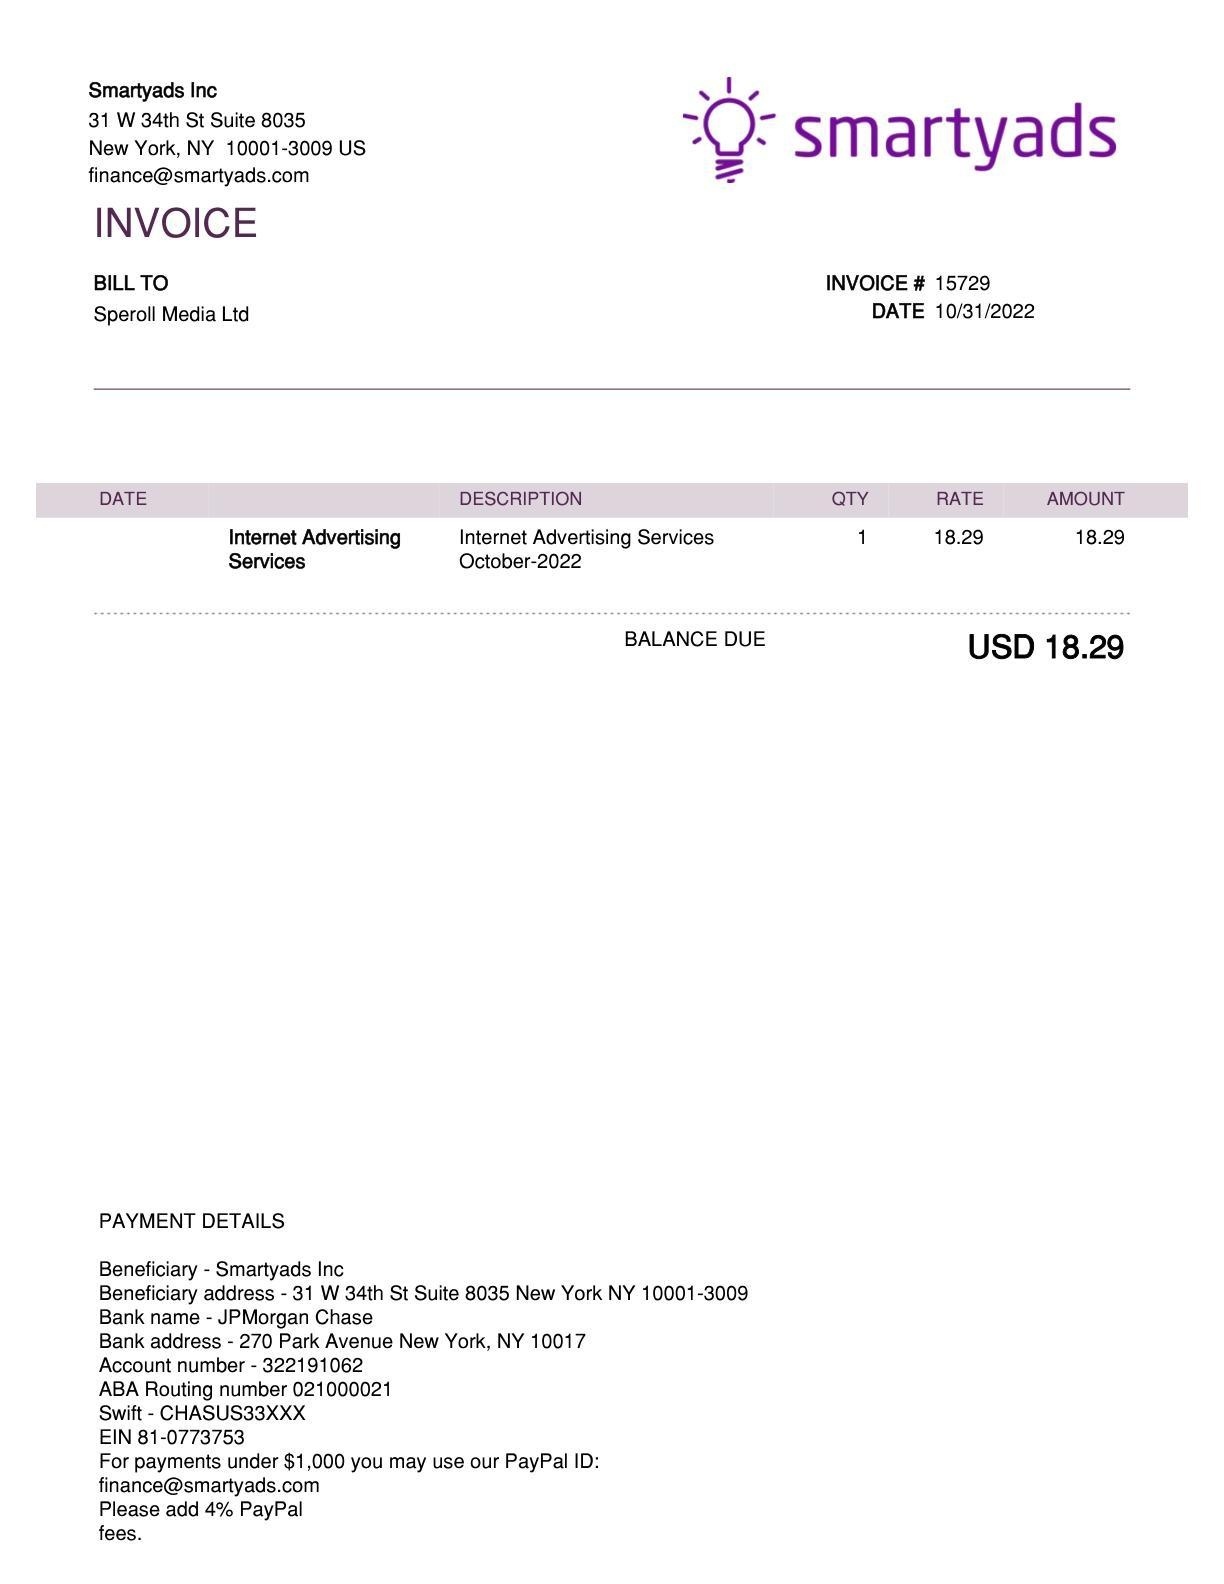 Smartyads Inc
31 W 34th St Suite 8035
New York, NY  10001-3009 US
finance@smartyads.com
smartyads
INVOICE
BILL TO
Speroll Media Ltd
INVOICE # 15729
DATE 10/31/2022
DATE DESCRIPTION QTY RATE AMOUNT
Internet Advertising Internet Advertising Services 1 18.29 18.29
Services October-2022
BALANCE DUE USD 18.29
PAYMENT DETAILS
Beneficiary - Smartyads Inc
Beneficiary address - 31 W 34th St Suite 8035 New York NY 10001-3009
Bank name - JPMorgan Chase
Bank address - 270 Park Avenue New York, NY 10017
Account number - 322191062
ABA Routing number 021000021
Swift - CHASUS33XXX
EIN 81-0773753
For payments under $1,000 you may use our PayPal ID:
finance@smartyads.com
Please add 4% PayPal
fees.